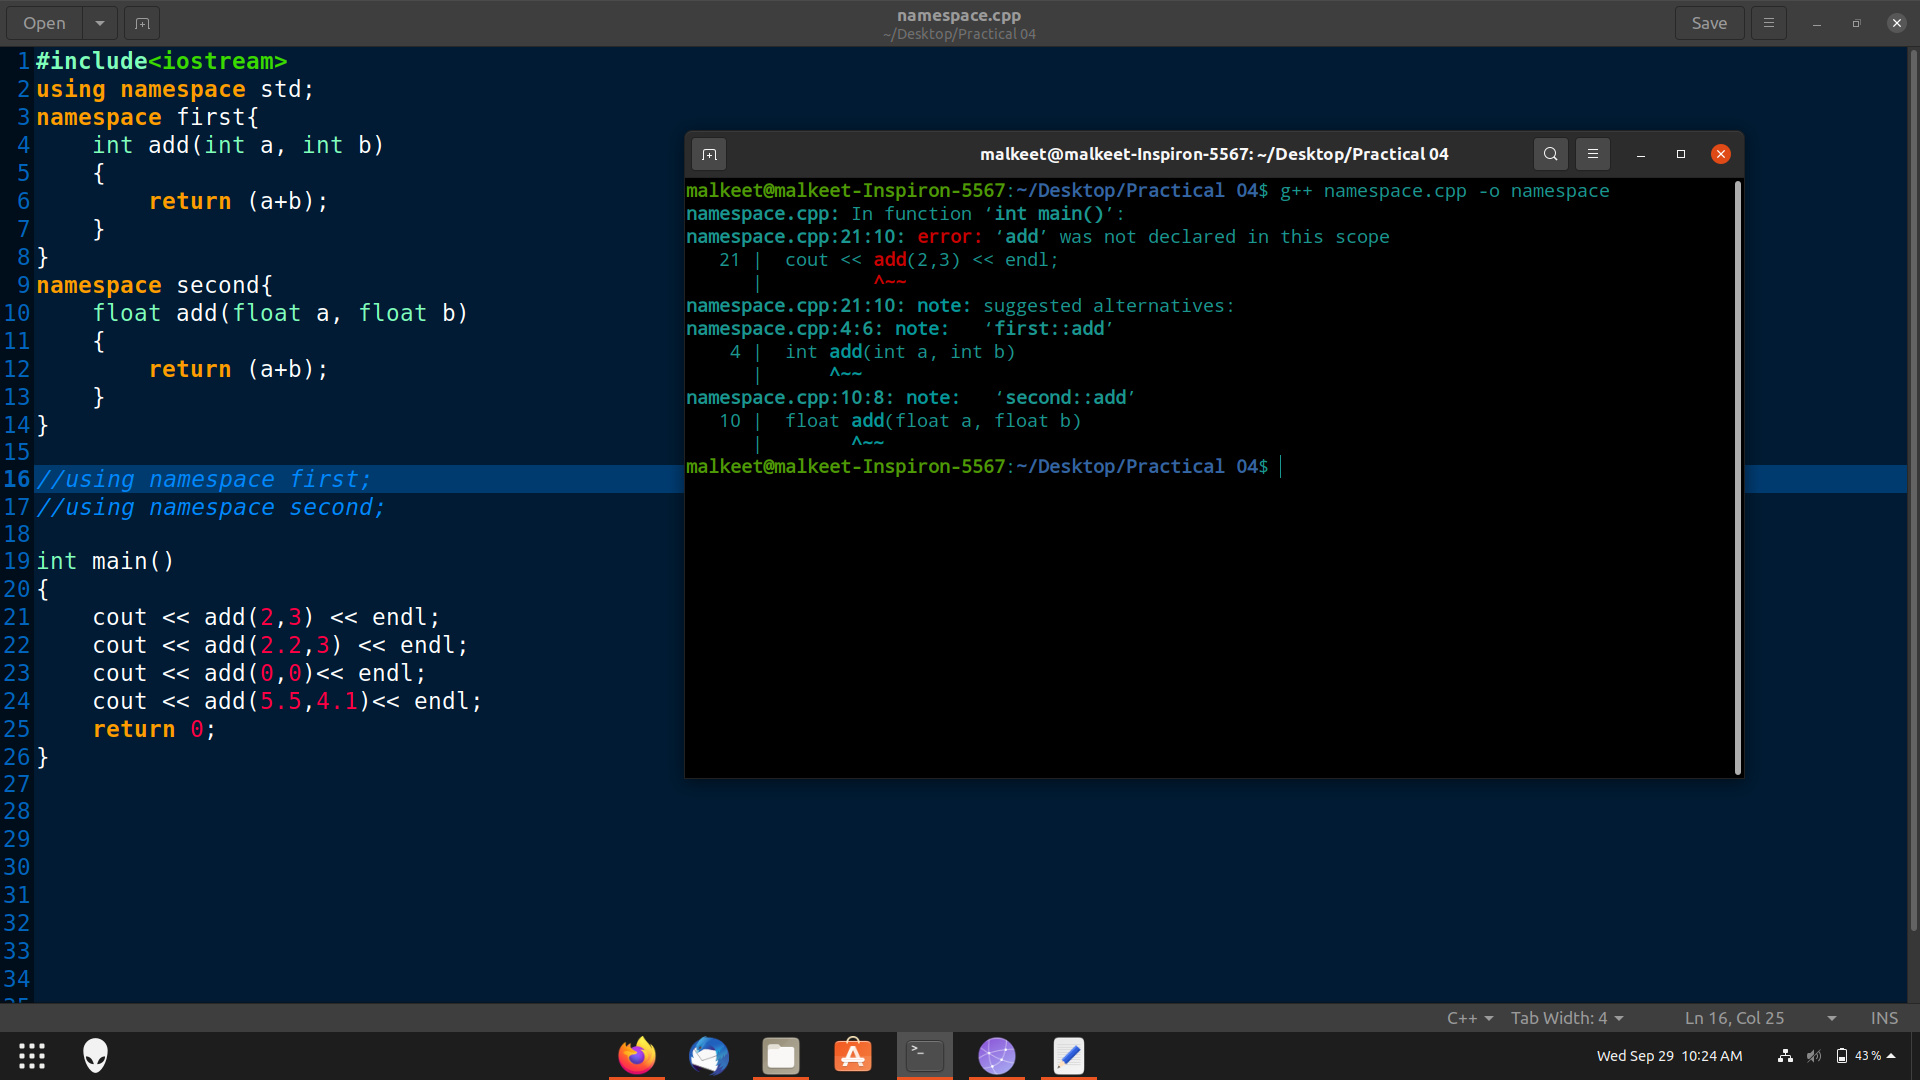 Open
namespace.cpp
~/Desktop/Practical 04
Save
1 #include<iostream>
2 using namespace std;
3 namespace first{
4 int add(int a, int b)
5 {
6 return (a+b);
7 }
8 }
9 namespace second{
10 float add(float a, float b)
11 {
12 return (a+b);
13 }
14 }
15
16 //using namespace first;
17 //using namespace second;
18
19 int main()
20 {
21 cout << add(2,3) << endl;
22 cout << add(2.2,3) << endl;
23 cout << add(0,0)<< endl;
24 cout << add(5.5,4.1)<< endl;
25 return 0;
26 }
27
28
29
30
31
32
33
34
35
malkeet@malkeet-Inspiron-5567: ~/Desktop/Practical 04
malkeet@malkeet-Inspiron-5567:~/Desktop/Practical 04$ g++ namespace.cpp -o namespace
namespace.cpp: In function ‘int main()’:
namespace.cpp:21:10: error: ‘add’ was not declared in this scope
21 | cout << add(2,3) << endl;
| ^~~
namespace.cpp:21:10: note: suggested alternatives:
namespace.cpp:4:6: note: ‘first::add’
4 | int add(int a, int b)
| ^~~
namespace.cpp:10:8: note: ‘second::add’
10 | float add(float a, float b)
| ^~~
malkeet@malkeet-Inspiron-5567:~/Desktop/Practical 04$
C++ Tab Width: 4 Ln 16, Col 25 INS
Wed Sep 29 10:24 AM 43%